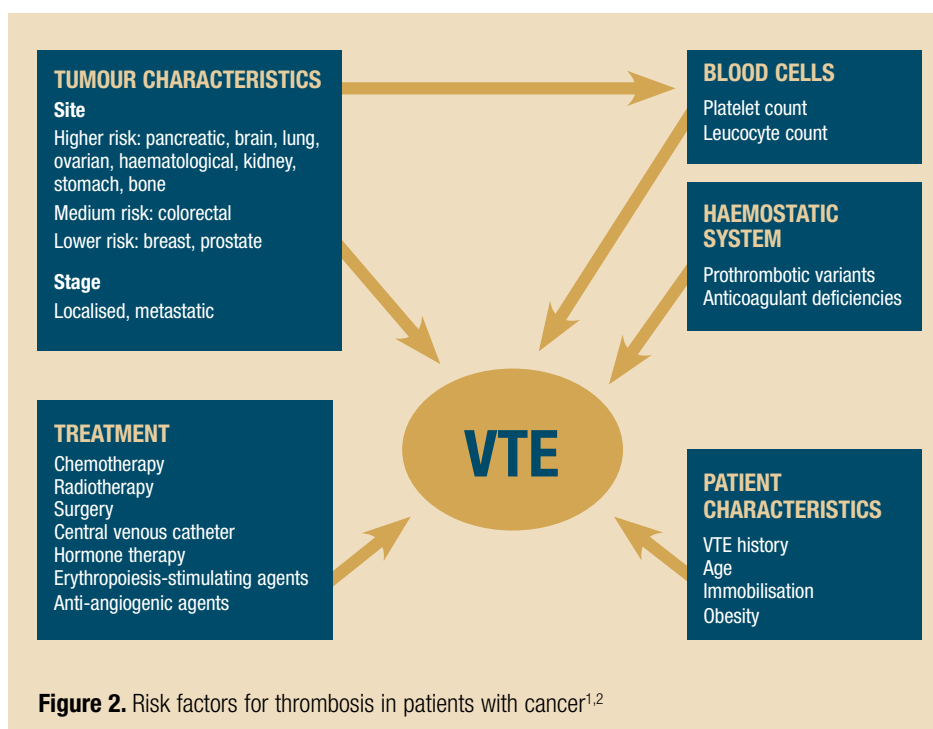 TUMOUR CHARACTERISTICS
Site
Higher risk: pancreatic, brain, lung,
ovarian, haematological, kidney,
stomach, bone
Medium risk: colorectal
Lower risk: breast, prostate
Stage
Localised, metastatic
BLOOD CELLS
Platelet count
Leucocyte count
HAEMOSTATIC
SYSTEM
Prothrombotic variants
Anticoagulant deficiencies
VTE
TREATMENT
Chemotherapy
Radiotherapy
Surgery
Central venous catheter
Hormone therapy
Erythropoiesis-stimulating agents
Anti-angiogenic agents
PATIENT
CHARACTERISTICS
VTE history
Age
Immobilisation
Obesity
Figure 2. Risk factors for thrombosis in patients with cancer1,2